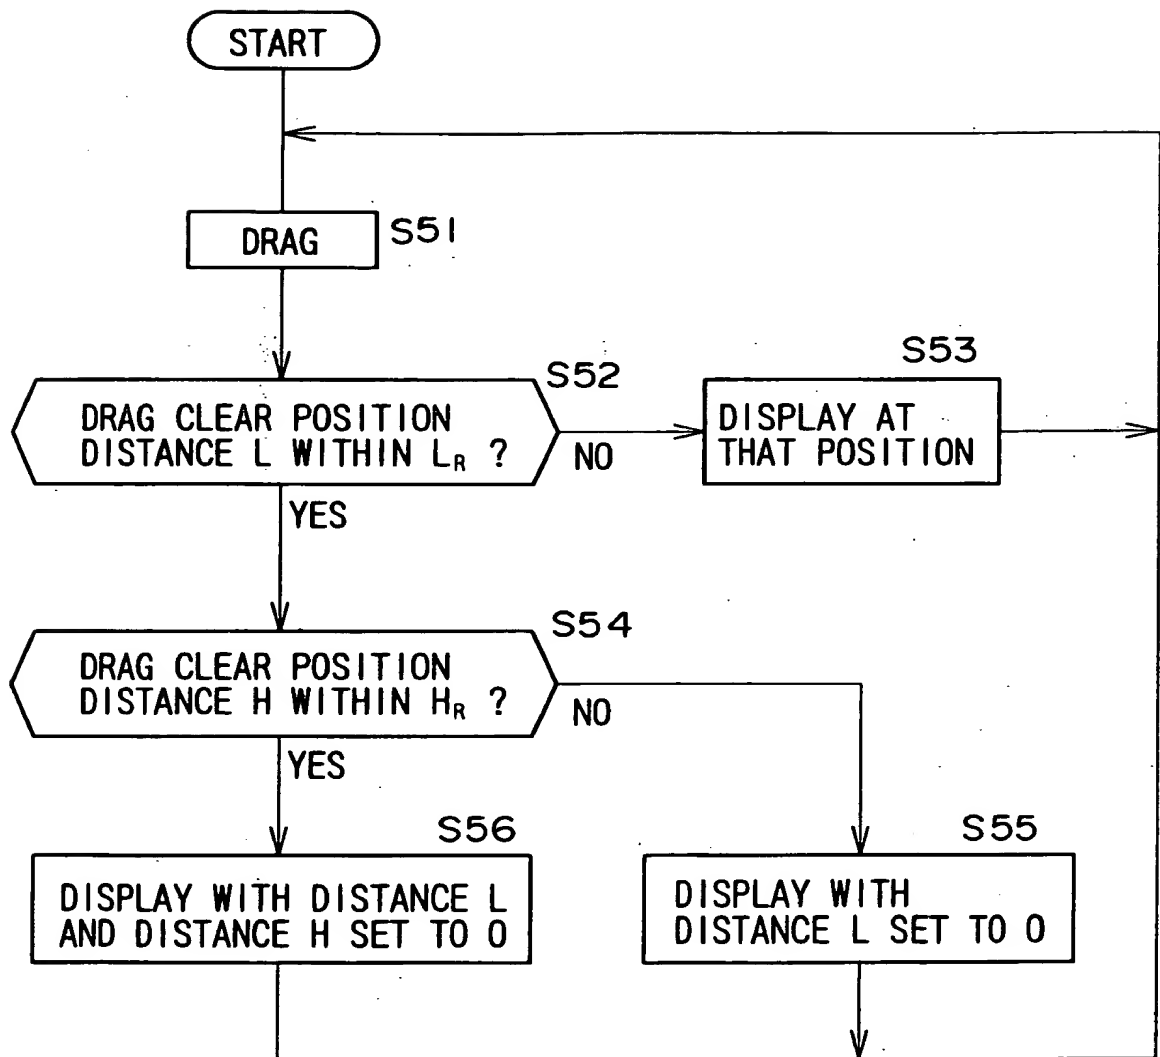 START
DRAG
S51
S52
DRAG CLEAR POSITION
DISTANCE L WITHIN LR ?
NO
YES
S53
DISPLAY AT
THAT POSITION
S54
DRAG CLEAR POSITION
DISTANCE H WITHIN HR ?
NO
YES
S56
DISPLAY WITH DISTANCE L
AND DISTANCE H SET TO 0
S55
DISPLAY WITH
DISTANCE L SET TO 0